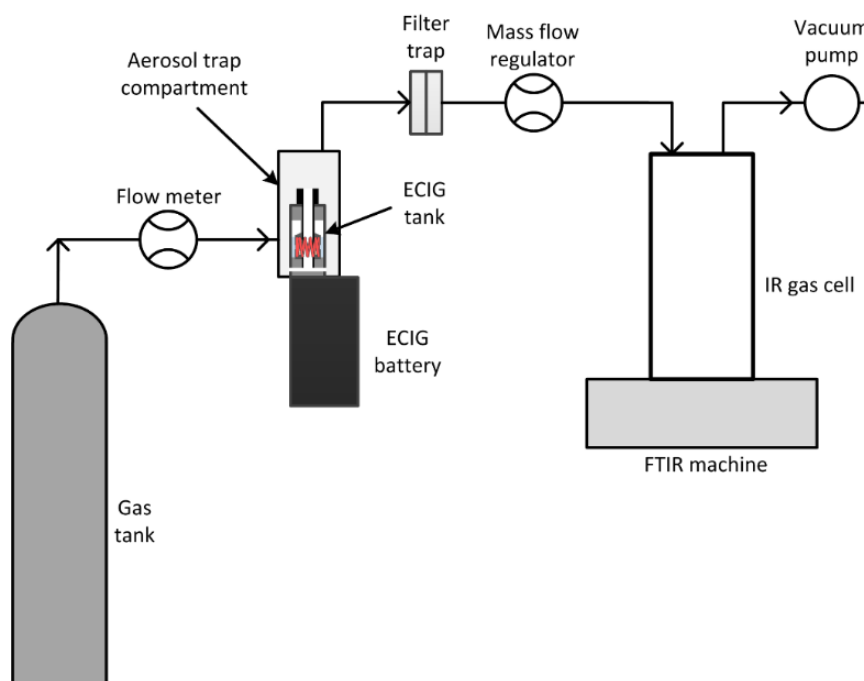 Filter
trap
Mass flow
regulator
Vacuum
pump
Aerosol trap
compartment
Flow meter
ECIG
tank
IR gas cell
ECIG
battery
FTIR machine
Gas
tank